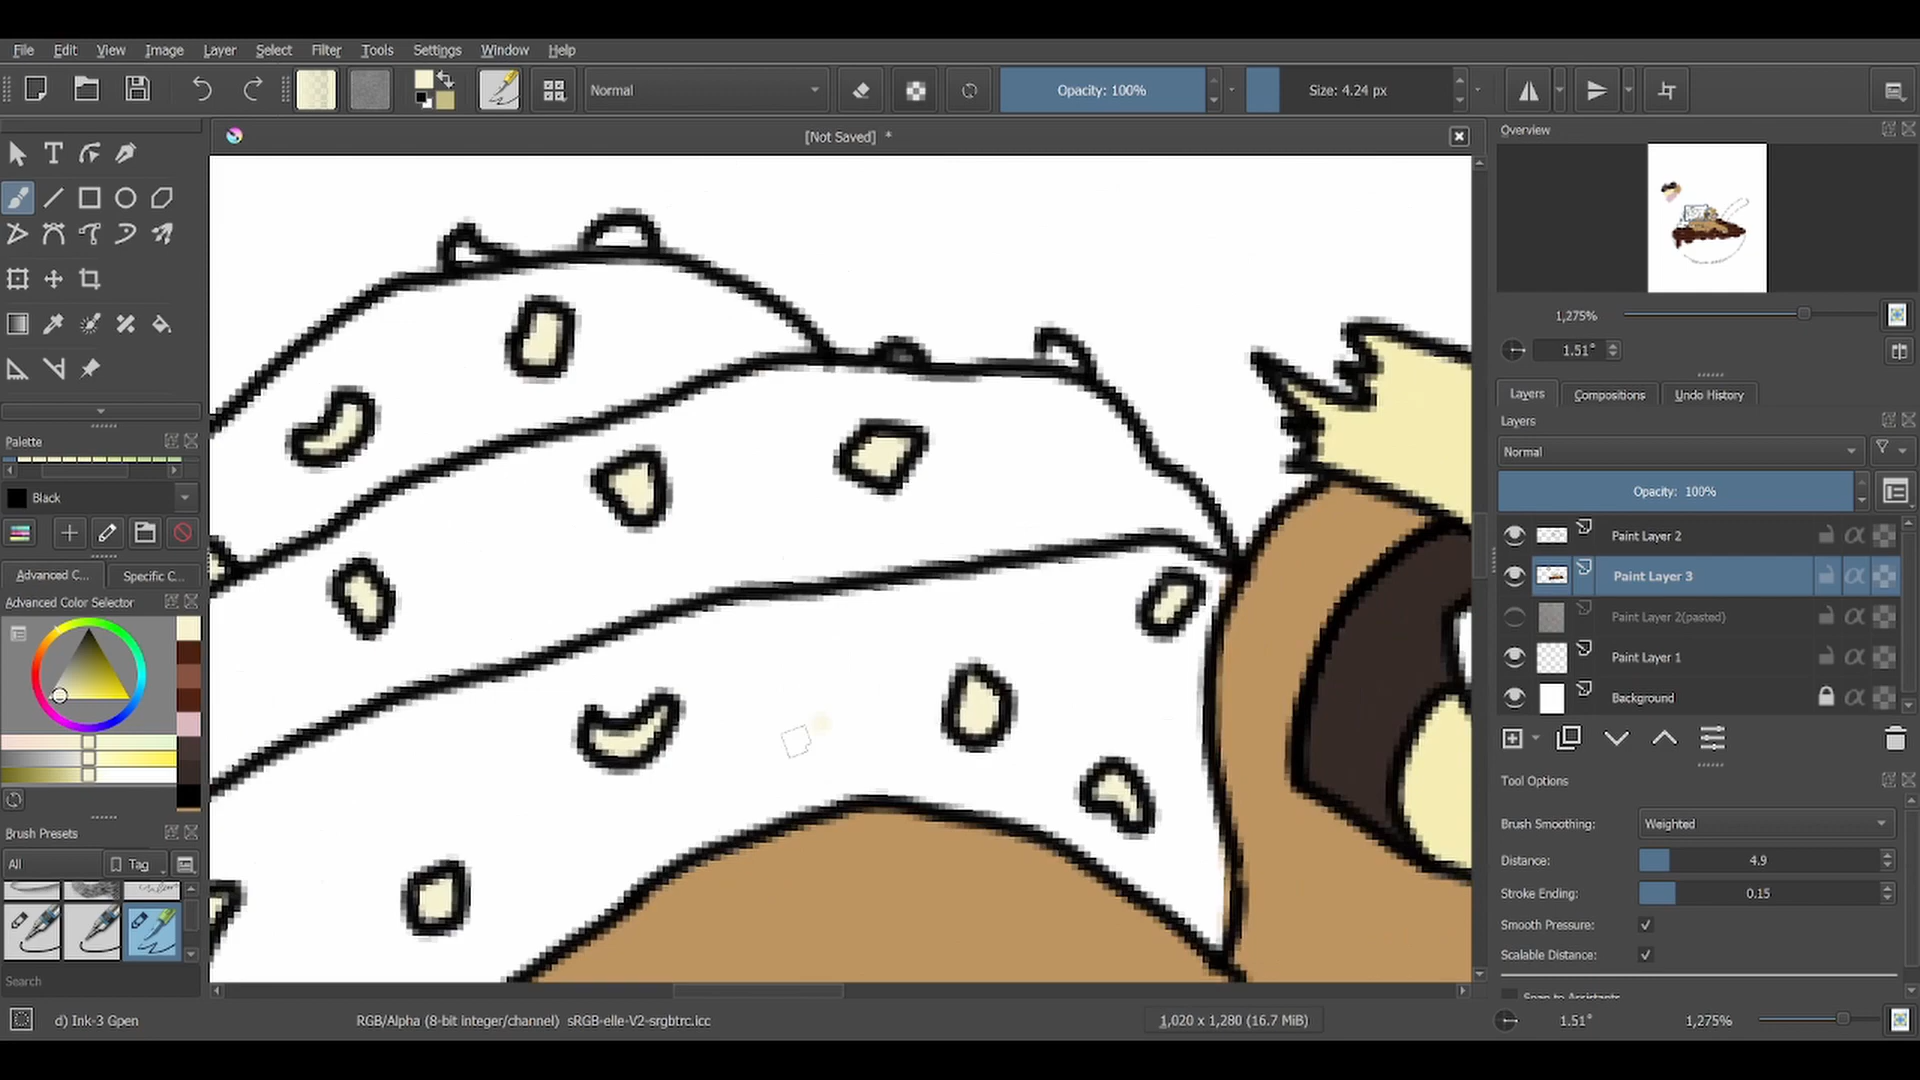 File Edit View Image Layer Select Filter Tools Settings Window Help
Normal
Opacity: 100%
Size: 4.24 px
[Not Saved] *
Overview
1,275%
1.51°
Layers Compositions Undo History
Layers
Normal
Opacity: 100%
Paint Layer 2
Paint Layer 3
Paint Layer 2(pasted)
Paint Layer 1
Background
Tool Options
Brush Smoothing: Weighted
Distance: 4.9
Stroke Ending: 0.15
Smooth Pressure:
Scalable Distance:
Snap to Assistants
Palette
Black
Advanced C... Specific C...
Advanced Color Selector
Brush Presets
All Tag
Search
d) Ink-3 Gpen
RGB/Alpha (8-bit integer/channel) sRGB-elle-V2-srgbtrc.icc
1,020 x 1,280 (16.7 MiB)
1.51°
1,275%